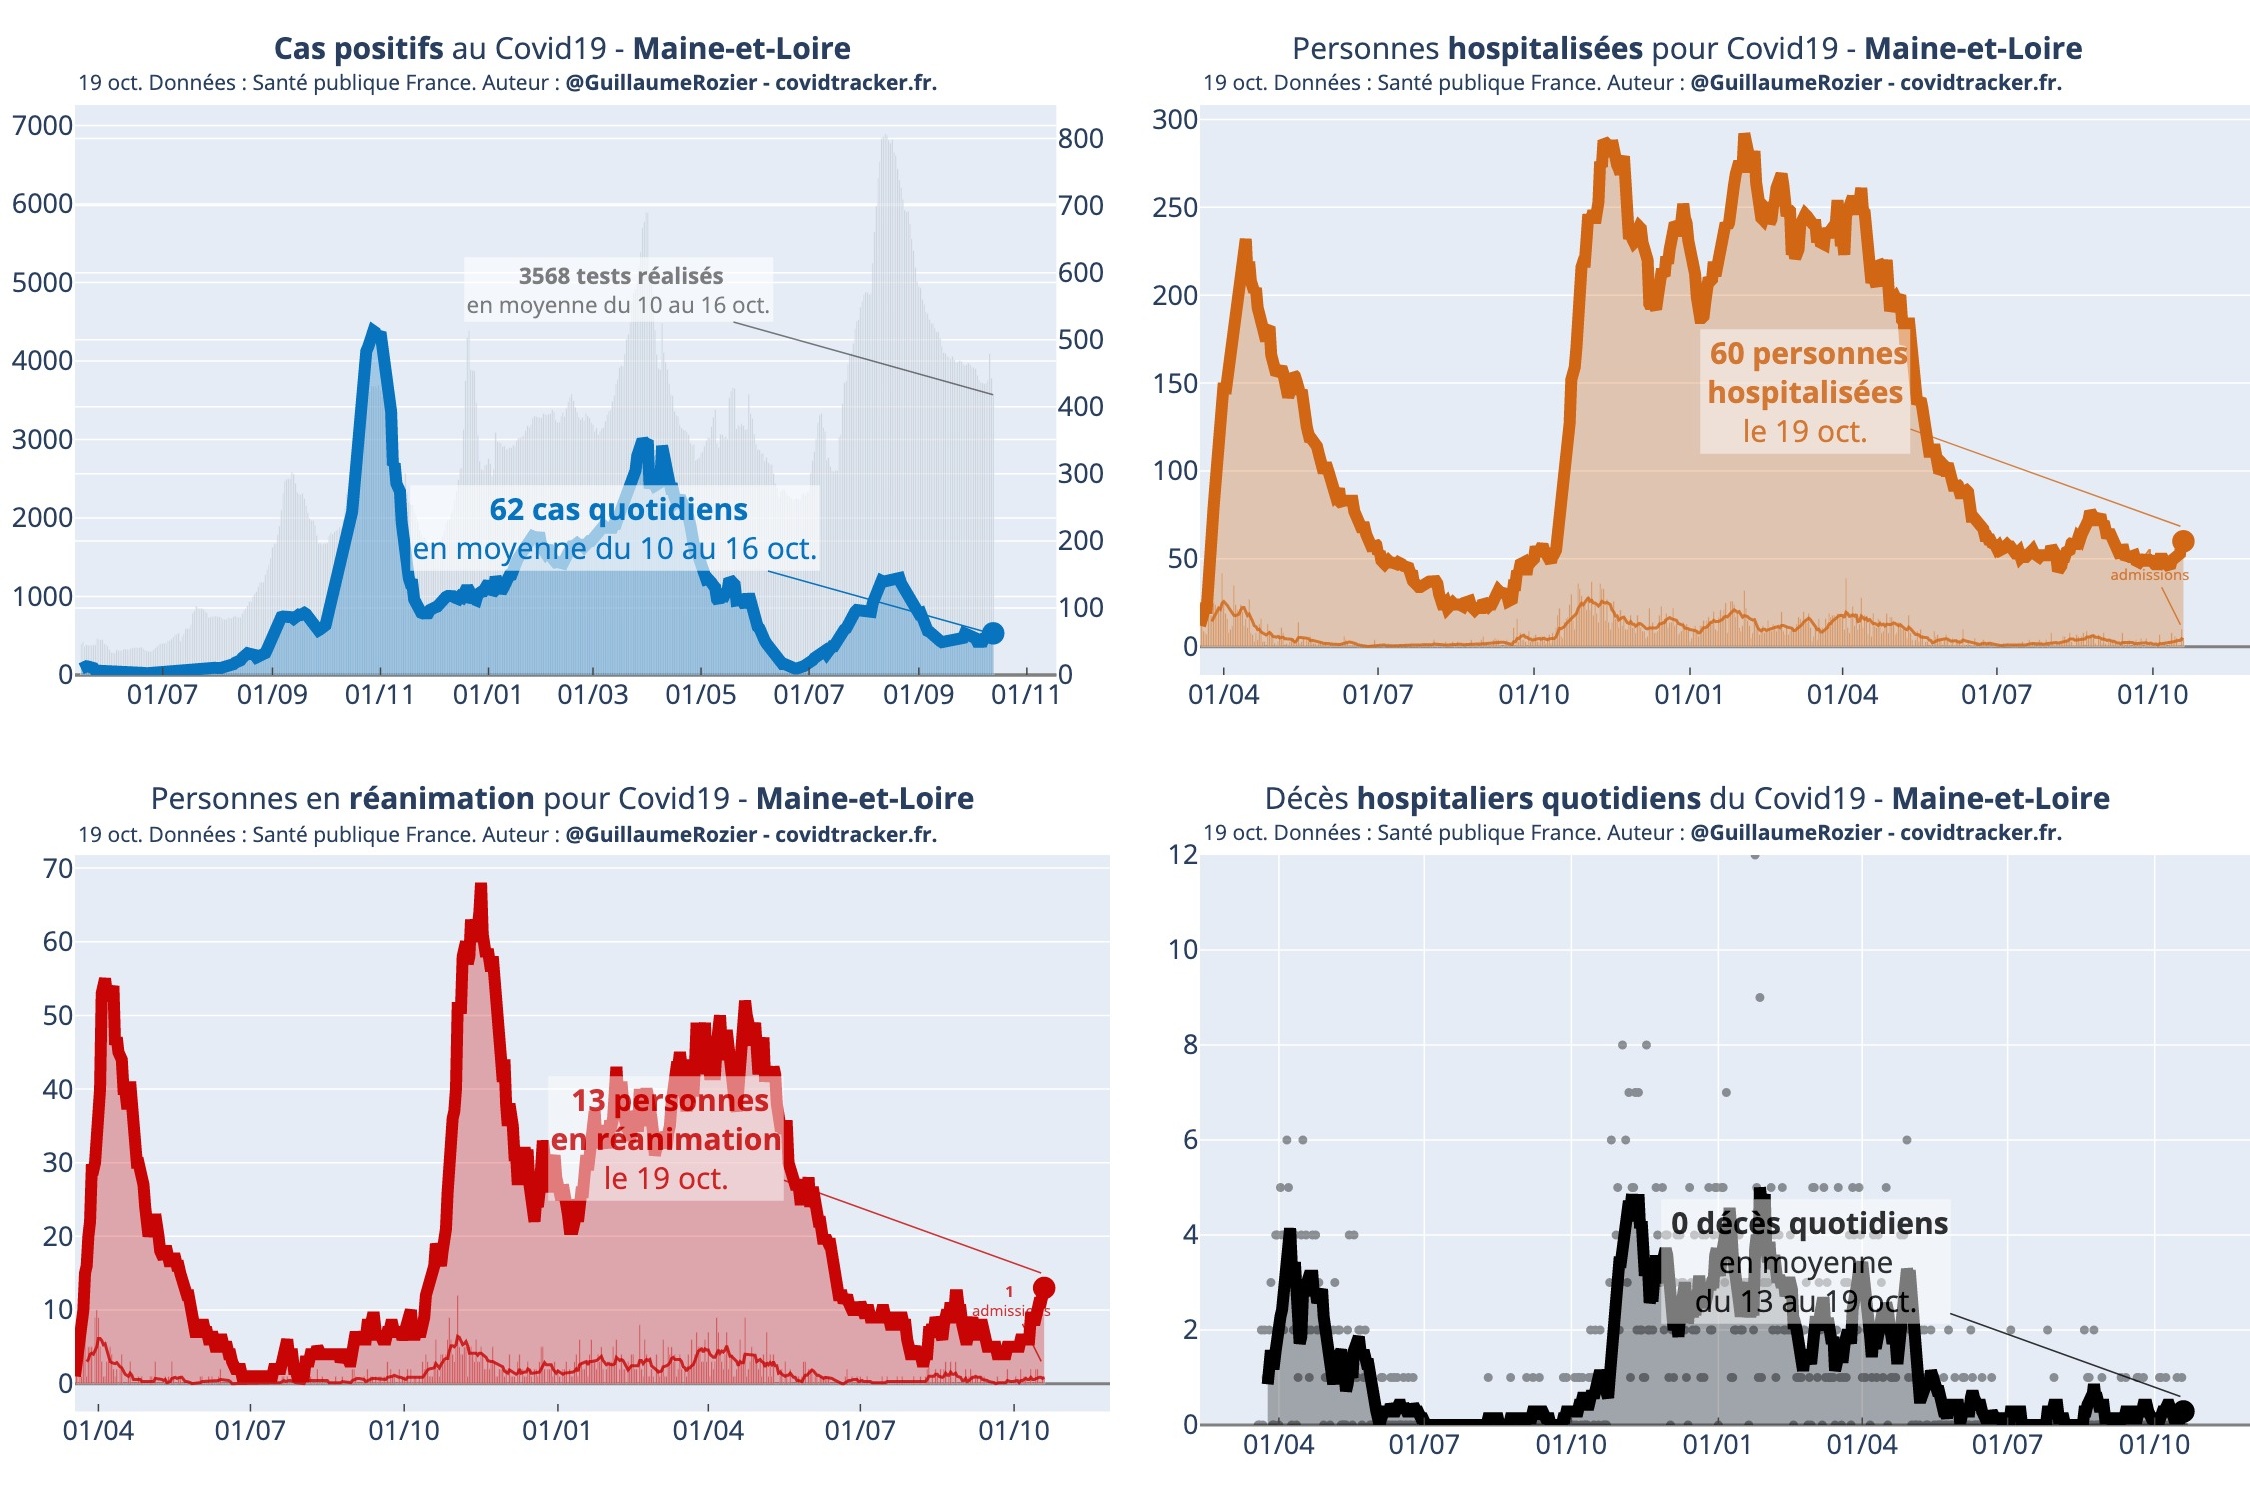 Cas positifs au Covid19 - Maine-et-Loire
19 oct. Données : Santé publique France. Auteur : @GuillaumeRozier - covidtracker.fr.
7000
6000
5000
4000
3000
2000
1000
0
800
700
600
500
400
300
200
100
0
3568 tests réalisés
en moyenne du 10 au 16 oct.
62 cas quotidiens
en moyenne du 10 au 16 oct.
01/07 01/09 01/11 01/01 01/03 01/05 01/07 01/09 01/11
Personnes hospitalisées pour Covid19 - Maine-et-Loire
19 oct. Données : Santé publique France. Auteur : @GuillaumeRozier - covidtracker.fr.
300
250
200
150
100
50
0
60 personnes
hospitalisées
le 19 oct.
admissions
01/04 01/07 01/10 01/01 01/04 01/07 01/10
Personnes en réanimation pour Covid19 - Maine-et-Loire
19 oct. Données : Santé publique France. Auteur : @GuillaumeRozier - covidtracker.fr.
70
60
50
40
30
20
10
0
13 personnes
en réanimation
le 19 oct.
1
admissions
01/04 01/07 01/10 01/01 01/04 01/07 01/10
Décès hospitaliers quotidiens du Covid19 - Maine-et-Loire
19 oct. Données : Santé publique France. Auteur : @GuillaumeRozier - covidtracker.fr.
12
10
8
6
4
2
0
0 décès quotidiens
en moyenne
du 13 au 19 oct.
01/04 01/07 01/10 01/01 01/04 01/07 01/10